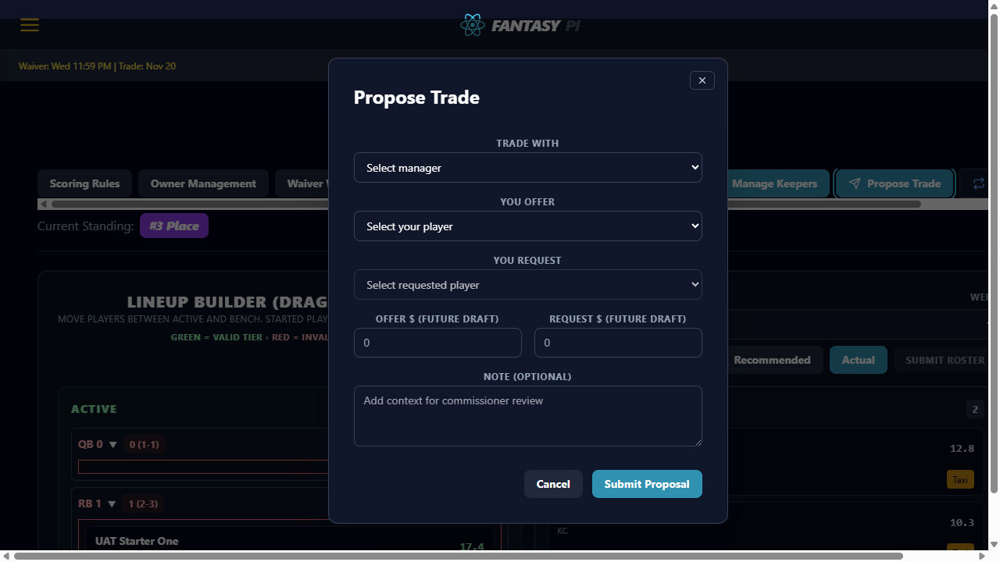 FANTASY PI
Waiver: Wed 11:59 PM | Trade: Nov 20
×
Propose Trade
TRADE WITH
Select manager
Scoring Rules
Owner Management
Waiver
Manage Keepers
Propose Trade
YOU OFFER
Select your player
Current Standing: #3 Place
YOU REQUEST
Select requested player
LINEUP BUILDER (DRAG
MOVE PLAYERS BETWEEN ACTIVE AND BENCH. STARTED PLAY
GREEN = VALID TIER • RED = INVAL
WE
OFFER $ (FUTURE DRAFT) REQUEST $ (FUTURE DRAFT)
0 0
Recommended
Actual
SUBMIT ROSTER
NOTE (OPTIONAL)
Add context for commissioner review
ACTIVE
2
QB 0 ▼ 0 (1-1)
12.8
Taxi
Cancel
Submit Proposal
RB 1 ▼ 1 (2-3)
10.3
KC
UAT Starter One
17.4